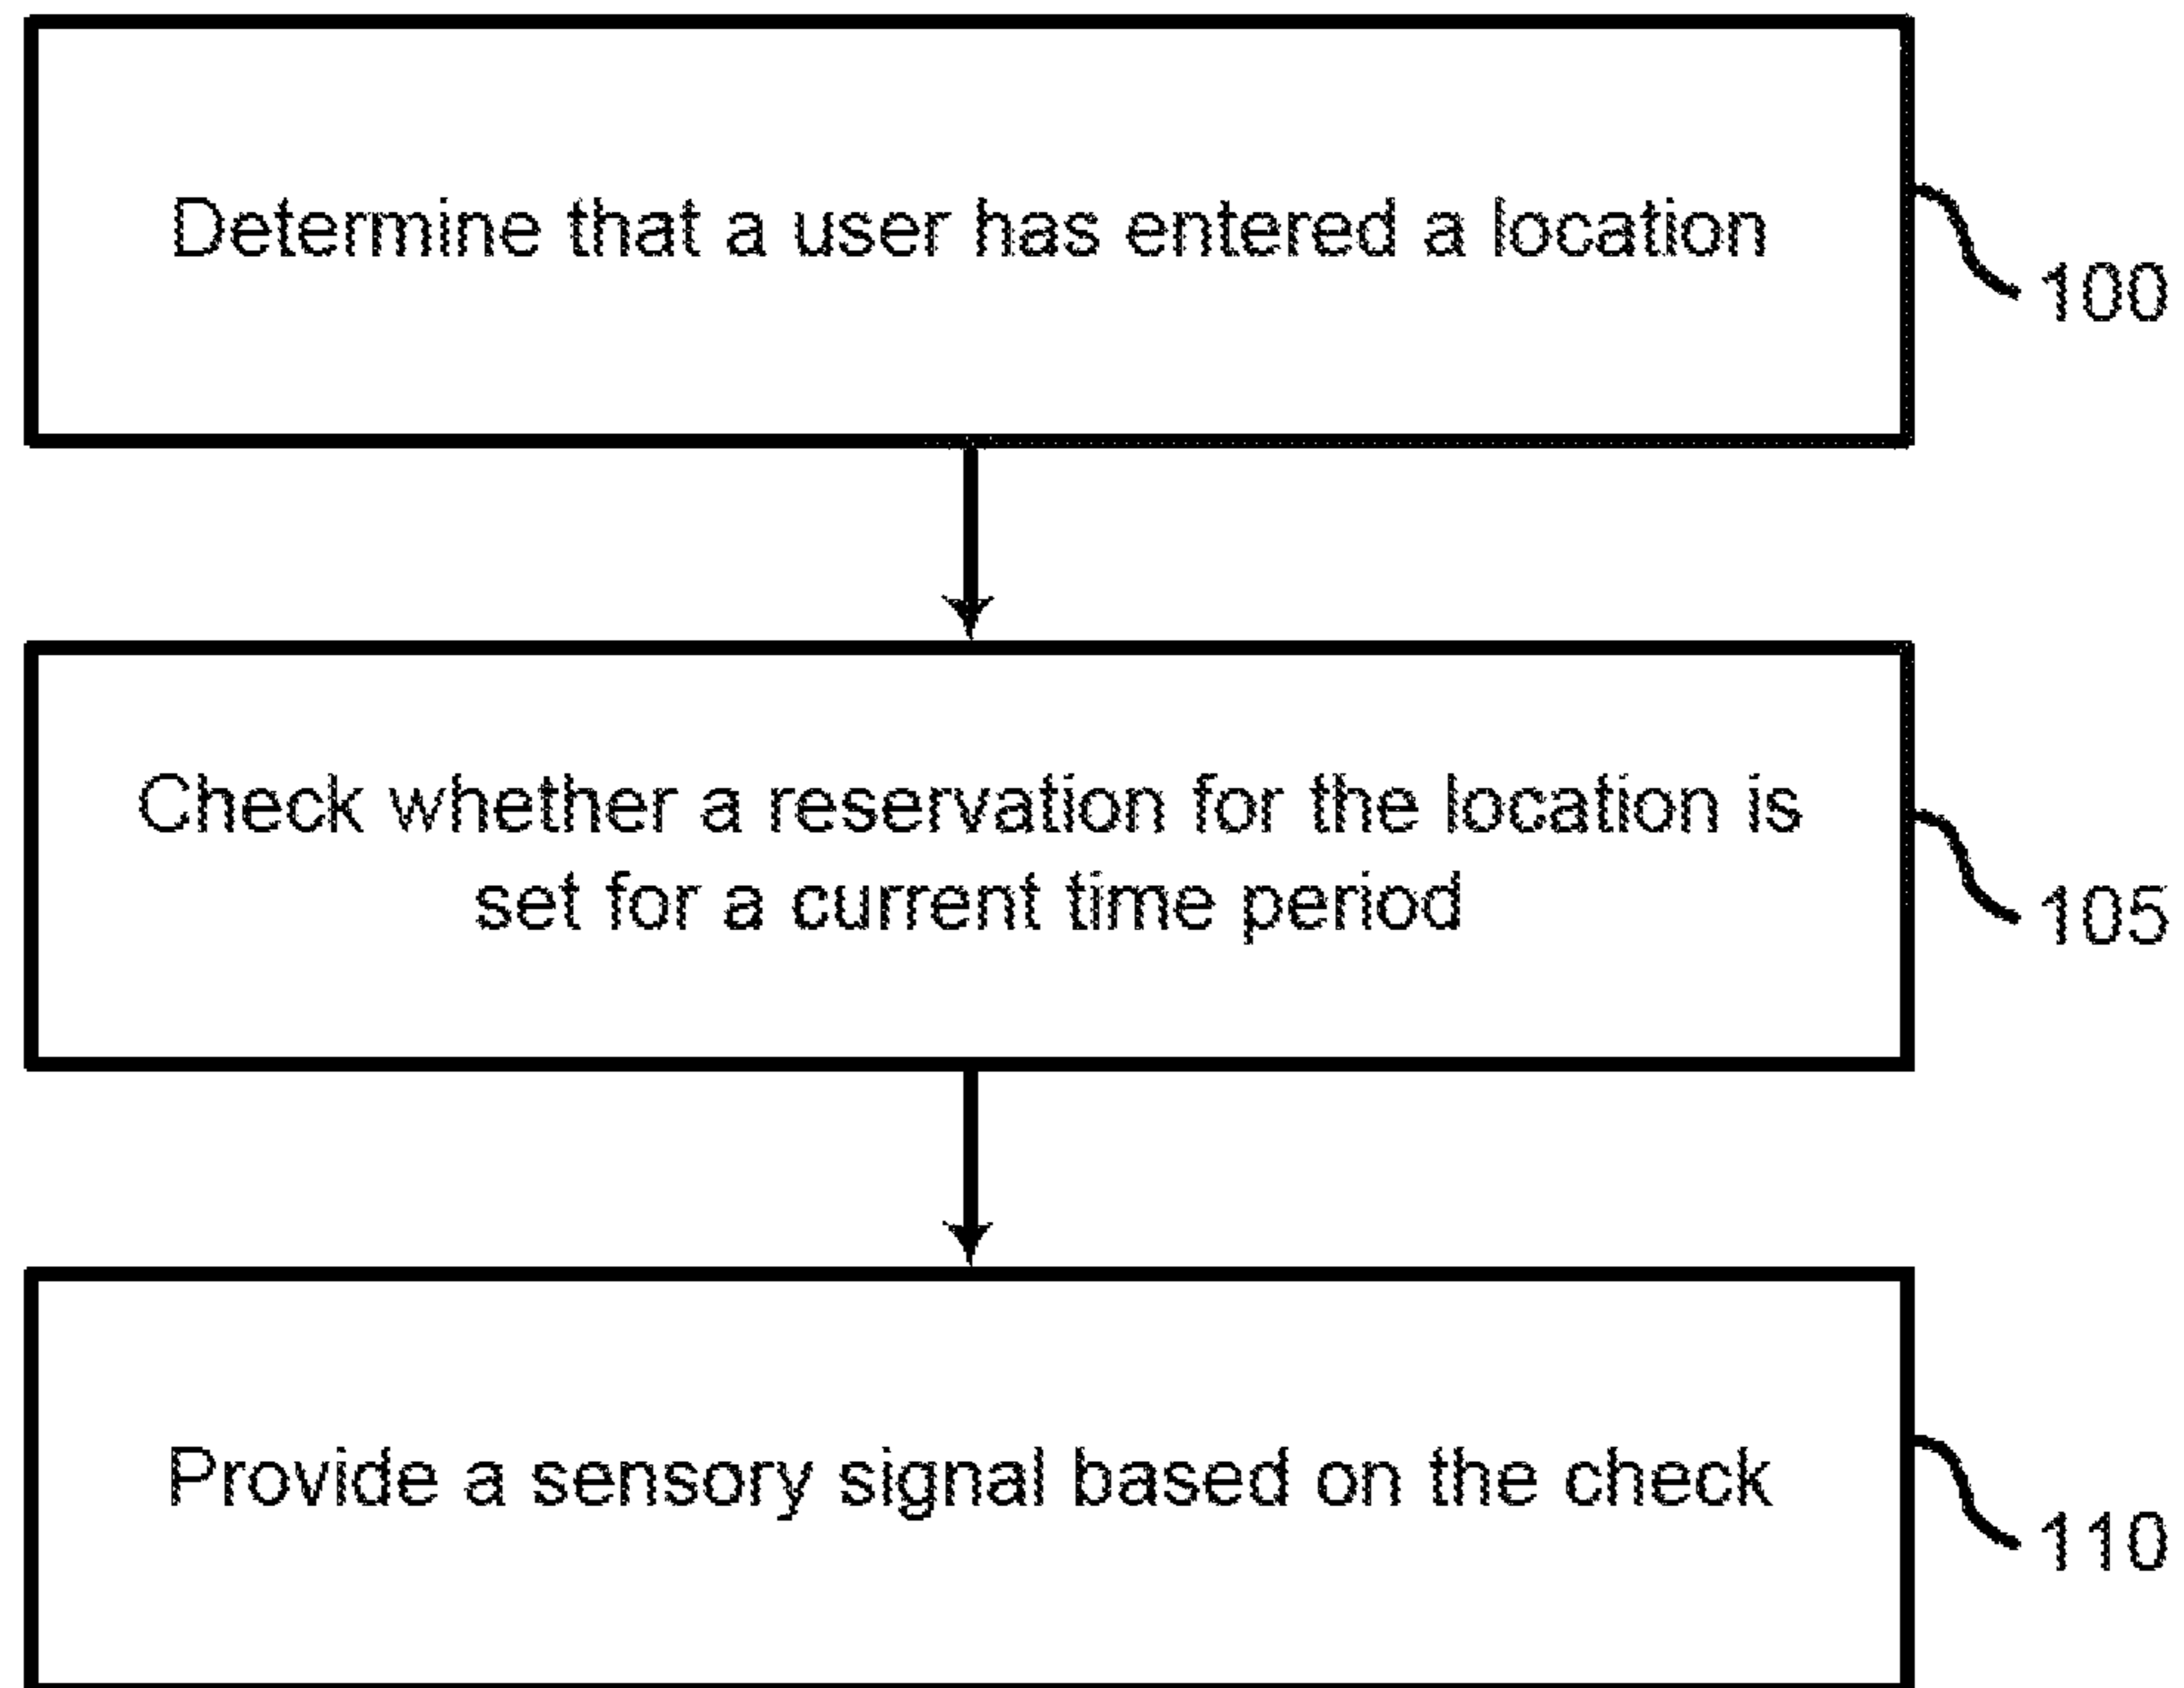 Determine that a user has entered a location
100
Check whether a reservation for the location is
set for a current time period
105
Provide a sensory signal based on the check
110